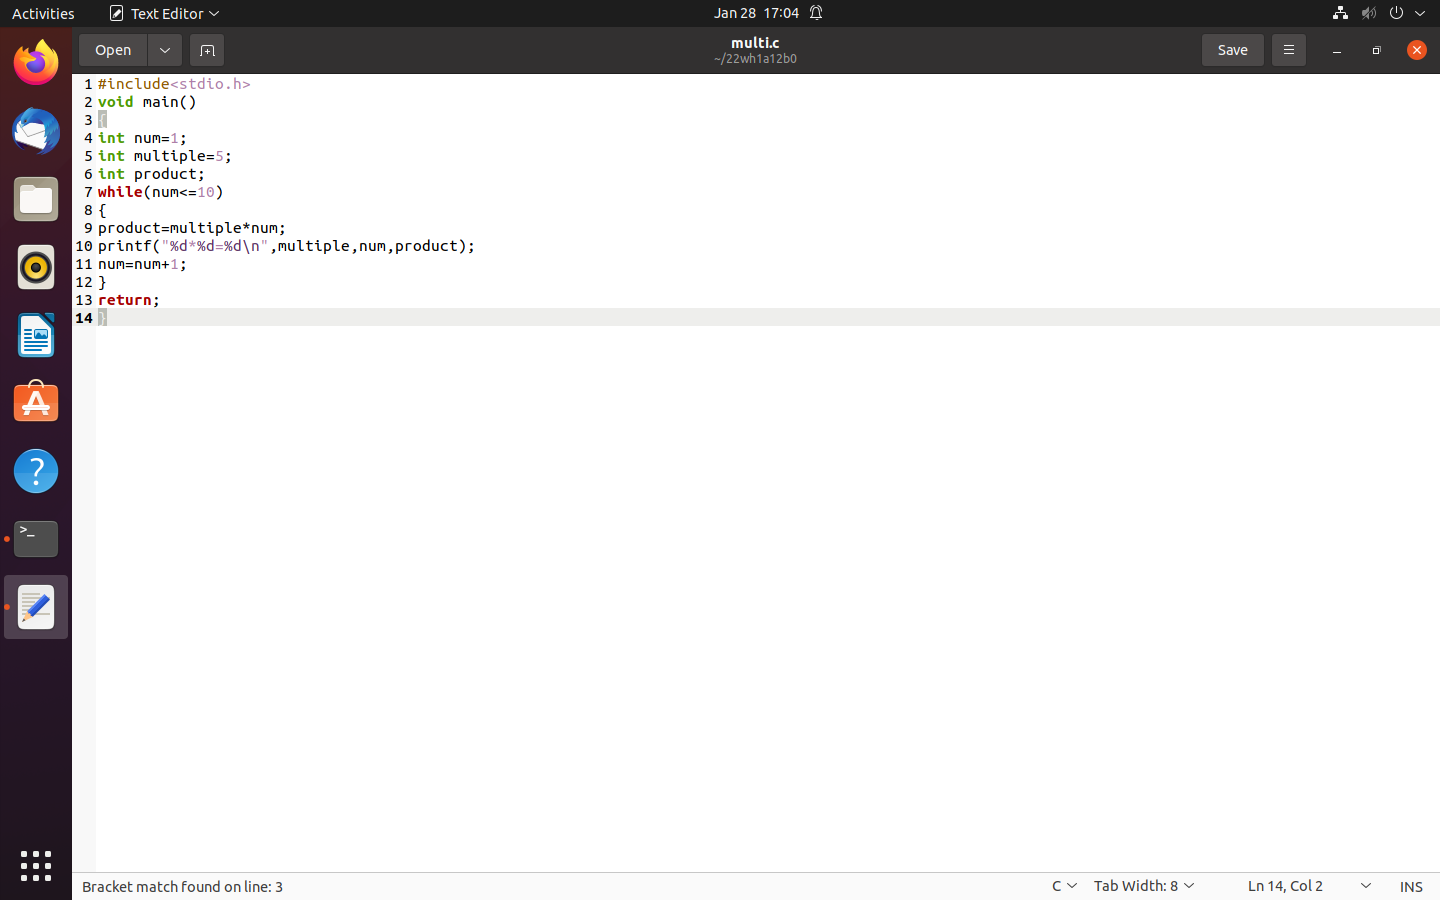 Activities Text Editor Jan 28 17:04
Open multi.c Save
~/22wh1a12b0
1 #include<stdio.h>
2 void main()
3 {
4 int num=1;
5 int multiple=5;
6 int product;
7 while(num<=10)
8 {
9 product=multiple*num;
10 printf("%d*%d=%d\n",multiple,num,product);
11 num=num+1;
12 }
13 return;
14 }
Bracket match found on line: 3 C Tab Width: 8 Ln 14, Col 2 INS